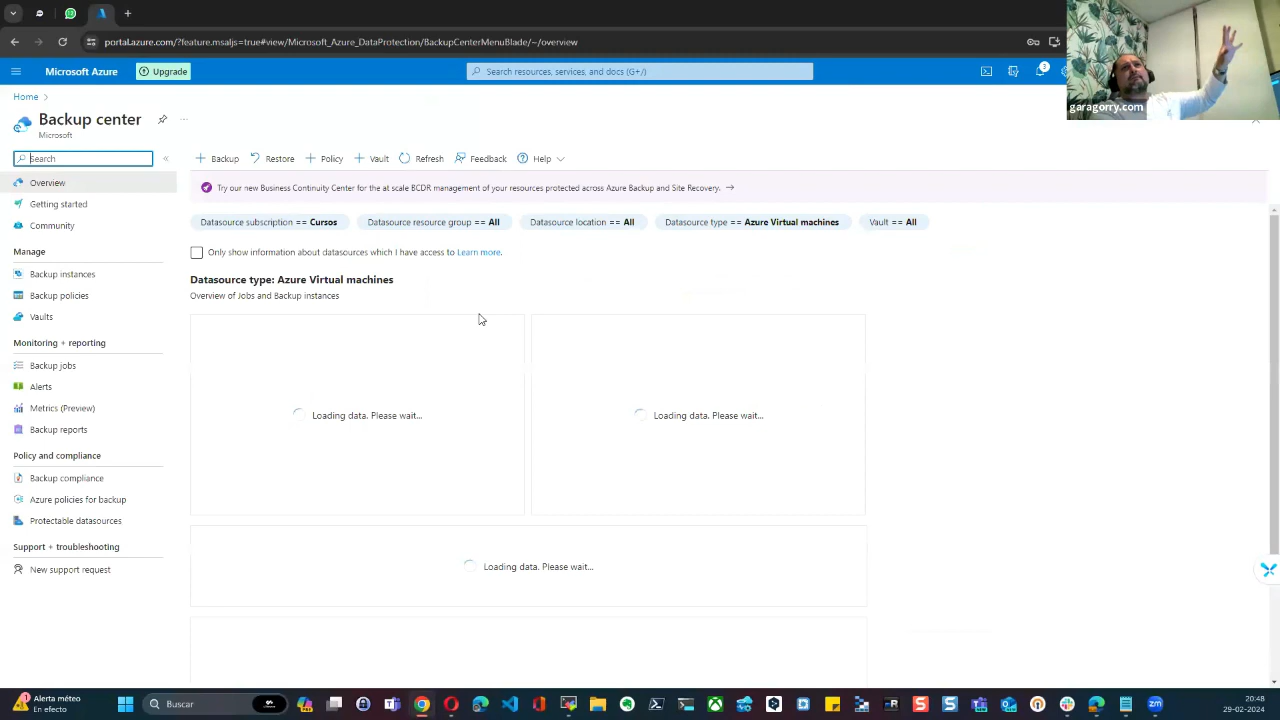 portal.azure.com/?feature.msaljs=true#view/Microsoft_Azure_DataProtection/BackupCenterMenuBlade/~/overview
Microsoft Azure
Upgrade
Search resources, services, and docs (G+/)
3
garagorry.com
Home
Backup center
Microsoft
Search
Backup
Restore
Policy
Vault
Refresh
Feedback
Help
Overview
Getting started
Community
Manage
Backup instances
Backup policies
Vaults
Monitoring + reporting
Backup jobs
Alerts
Metrics (Preview)
Backup reports
Policy and compliance
Backup compliance
Azure policies for backup
Protectable datasources
Support + troubleshooting
New support request
Try our new Business Continuity Center for the at scale BCDR management of your resources protected across Azure Backup and Site Recovery. →
Datasource subscription == Cursos
Datasource resource group == All
Datasource location == All
Datasource type == Azure Virtual machines
Vault == All
Only show information about datasources which I have access to Learn more.
Datasource type: Azure Virtual machines
Overview of Jobs and Backup instances
Loading data. Please wait...
Loading data. Please wait...
Loading data. Please wait...
1
Alerta méteo
En efecto
Buscar
20:48
29-02-2024